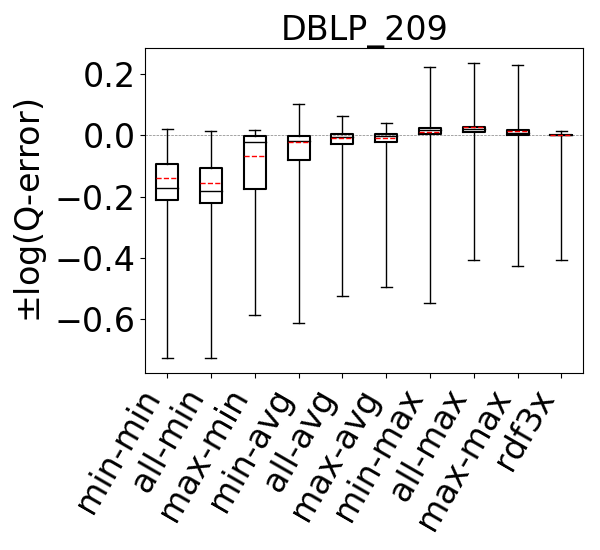 DBLP_209
±log(Q-error)
0.2
0.0
−0.2
−0.4
−0.6
min-min
all-min
max-min
min-avg
all-avg
max-avg
min-max
all-max
max-max
rdf3x